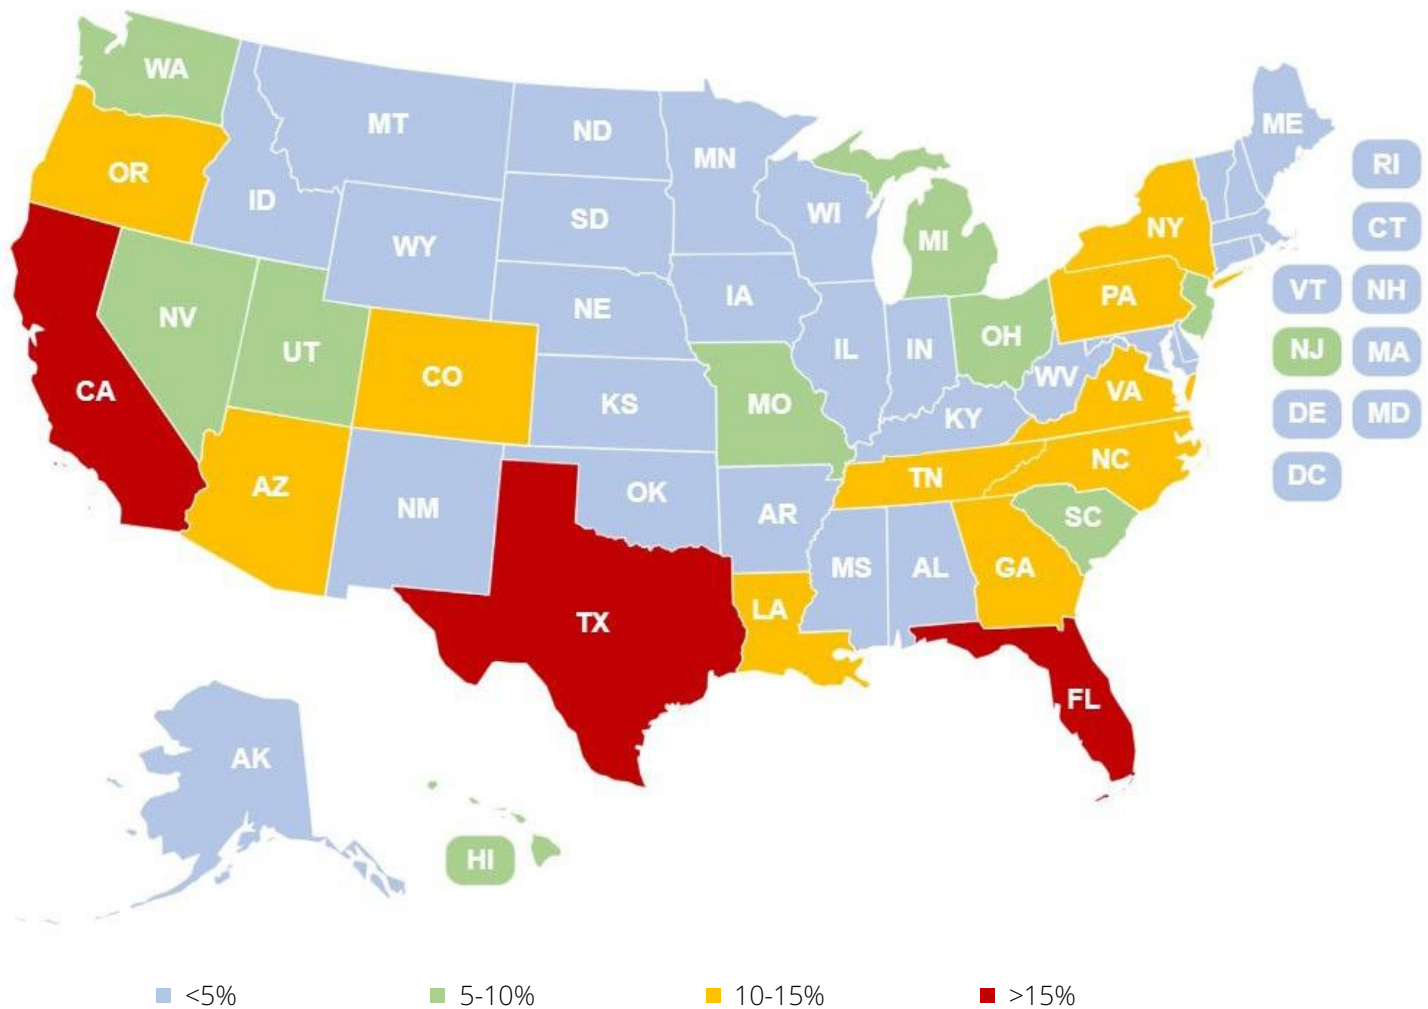 WA
MT
ND
MN
ME
OR
ID
SD
WI
MI
NY
RI
WY
CT
NV
NE
IA
PA
VT
NH
UT
IL
IN
OH
NJ
MA
CA
CO
KS
MO
WV
VA
KY
DE
MD
AZ
NM
OK
AR
TN
NC
DC
SC
MS
AL
GA
TX
LA
FL
AK
HI
<5%
5-10%
10-15%
>15%